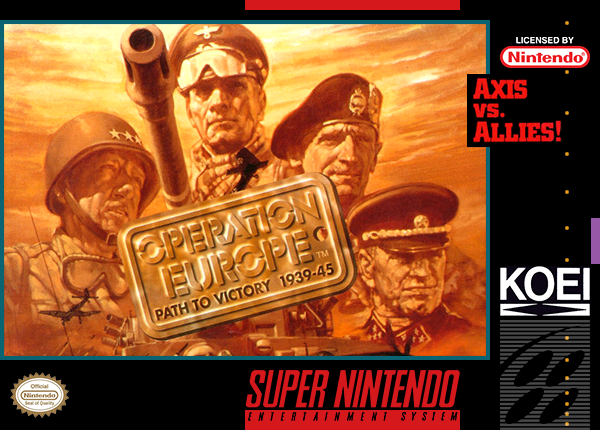 LICENSED BY
Nintendo
AXIS
VS.
ALLIES!
OPERATION
EUROPE
TM
PATH TO VICTORY 1939-45
KOEI
Official
Nintendo
Seal of Quality
SUPER NINTENDO
ENTERTAINMENT SYSTEM